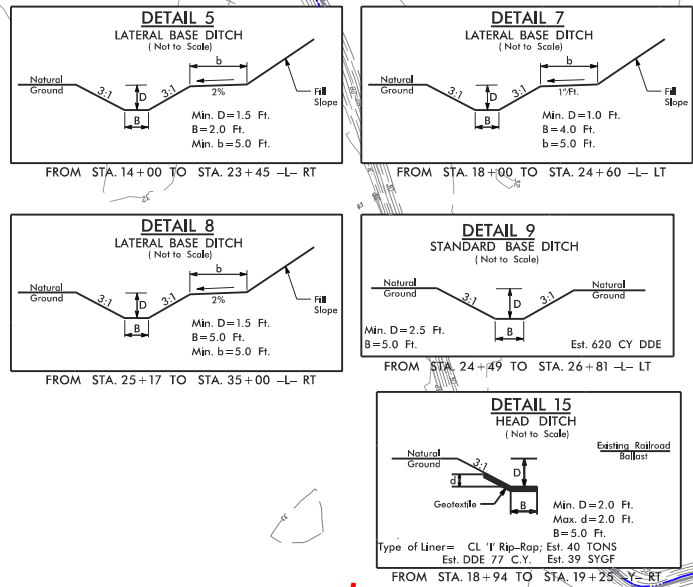 DETAIL 5
LATERAL BASE DITCH
( Not to Scale)
b
Natural
Ground
3:1
D
3:1
2%
Fill
Slope
B
Min. D=1.5 Ft.
B=2.0 Ft.
Min. b=5.0 Ft.
FROM STA. 14+00 TO STA. 23+45 -L- RT
DETAIL 7
LATERAL BASE DITCH
( Not to Scale)
b
Natural
Ground
3:1
D
3:1
1"/Ft.
Fill
Slope
B
Min. D=1.0 Ft.
B=4.0 Ft.
b=5.0 Ft.
FROM STA. 18+00 TO STA. 24+60 -L- LT
32
DETAIL 8
LATERAL BASE DITCH
( Not to Scale)
b
Natural
Ground
3:1
D
3:1
2%
Fill
Slope
B
Min. D=1.5 Ft.
B=5.0 Ft.
Min. b=5.0 Ft.
FROM STA. 25+17 TO STA. 35+00 -L- RT
DETAIL 9
STANDARD BASE DITCH
( Not to Scale)
Natural
Ground
3:1
D
3:1
Natural
Ground
B
Min. D=2.5 Ft.
B=5.0 Ft.
Est. 620 CY DDE
FROM STA. 24+49 TO STA. 26+81 -L- LT
DETAIL 15
HEAD DITCH
( Not to Scale)
Existing Railroad
Ballast
Natural
Ground
3:1
D
d
Geotextile
B
Min. D=2.0 Ft.
Max. d=2.0 Ft.
B=5.0 Ft.
Type of Liner= CL 'I' Rip-Rap; Est. 40 TONS
Est. DDE 77 C.Y. Est. 39 SYGF
FROM STA. 18+94 TO STA. 19+25 -Y- RT